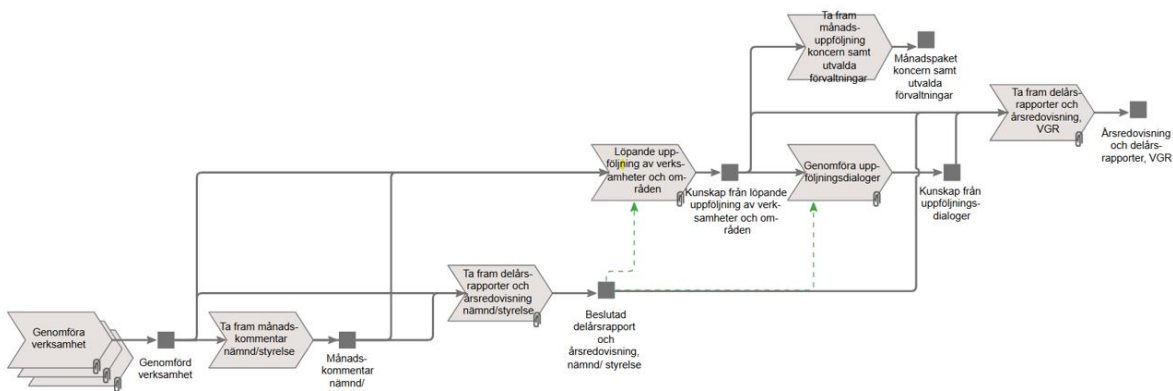 Ta fram
månads-
uppföljning
koncern samt
utvalda
förvaltningar
Månadspaket
koncern samt
utvalda
förvaltningar
Ta fram delårs-
rapporter och
årsredovisning,
VGR
Årsredovisning
och delårs-
rapporter, VGR
Löpande upp-
följning av verks-
amheter och om-
råden
Kunskap från löpande
uppföljning av verk-
samheter och om-
råden
Genomföra upp-
följningsdialoger
Kunskap från
uppföljnings-
dialoger
Ta fram delårs-
rapporter och
årsredovisning
nämnd/styrelse
Beslutad
delårsrapport
och
årsredovisning,
nämnd/ styrelse
Genomföra
verksamhet
Genomförd
verksamhet
Ta fram månads-
kommentar
nämnd/styrelse
Månads-
kommentar
nämnd/